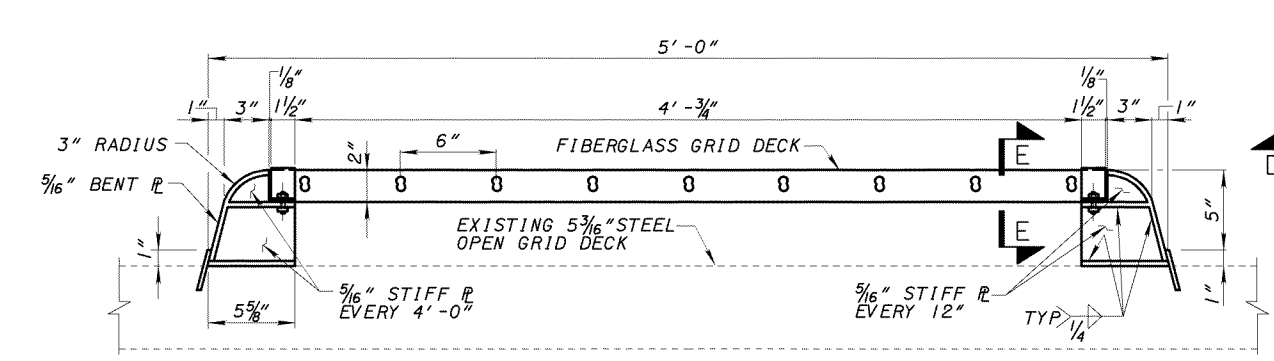 5'-0"
1/8"
1/8"
1" 3" 1 1/2" 4'-3/4" 1 1/2" 3" 1"
3" RADIUS
6"
2"
FIBERGLASS GRID DECK
E
5/16" BENT ℄
EXISTING 5 3/16" STEEL
OPEN GRID DECK
E
5"
1"
1"
5/16" STIFF ℄
EVERY 4'-0"
5/16" STIFF ℄
EVERY 12"
5 5/8"
TYP
1/4